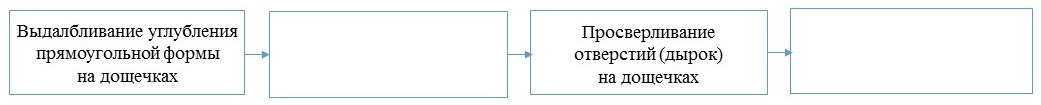 Выдалбливание углубления
прямоугольной формы
на дощечках
Просверливание
отверстий (дырок)
на дощечках